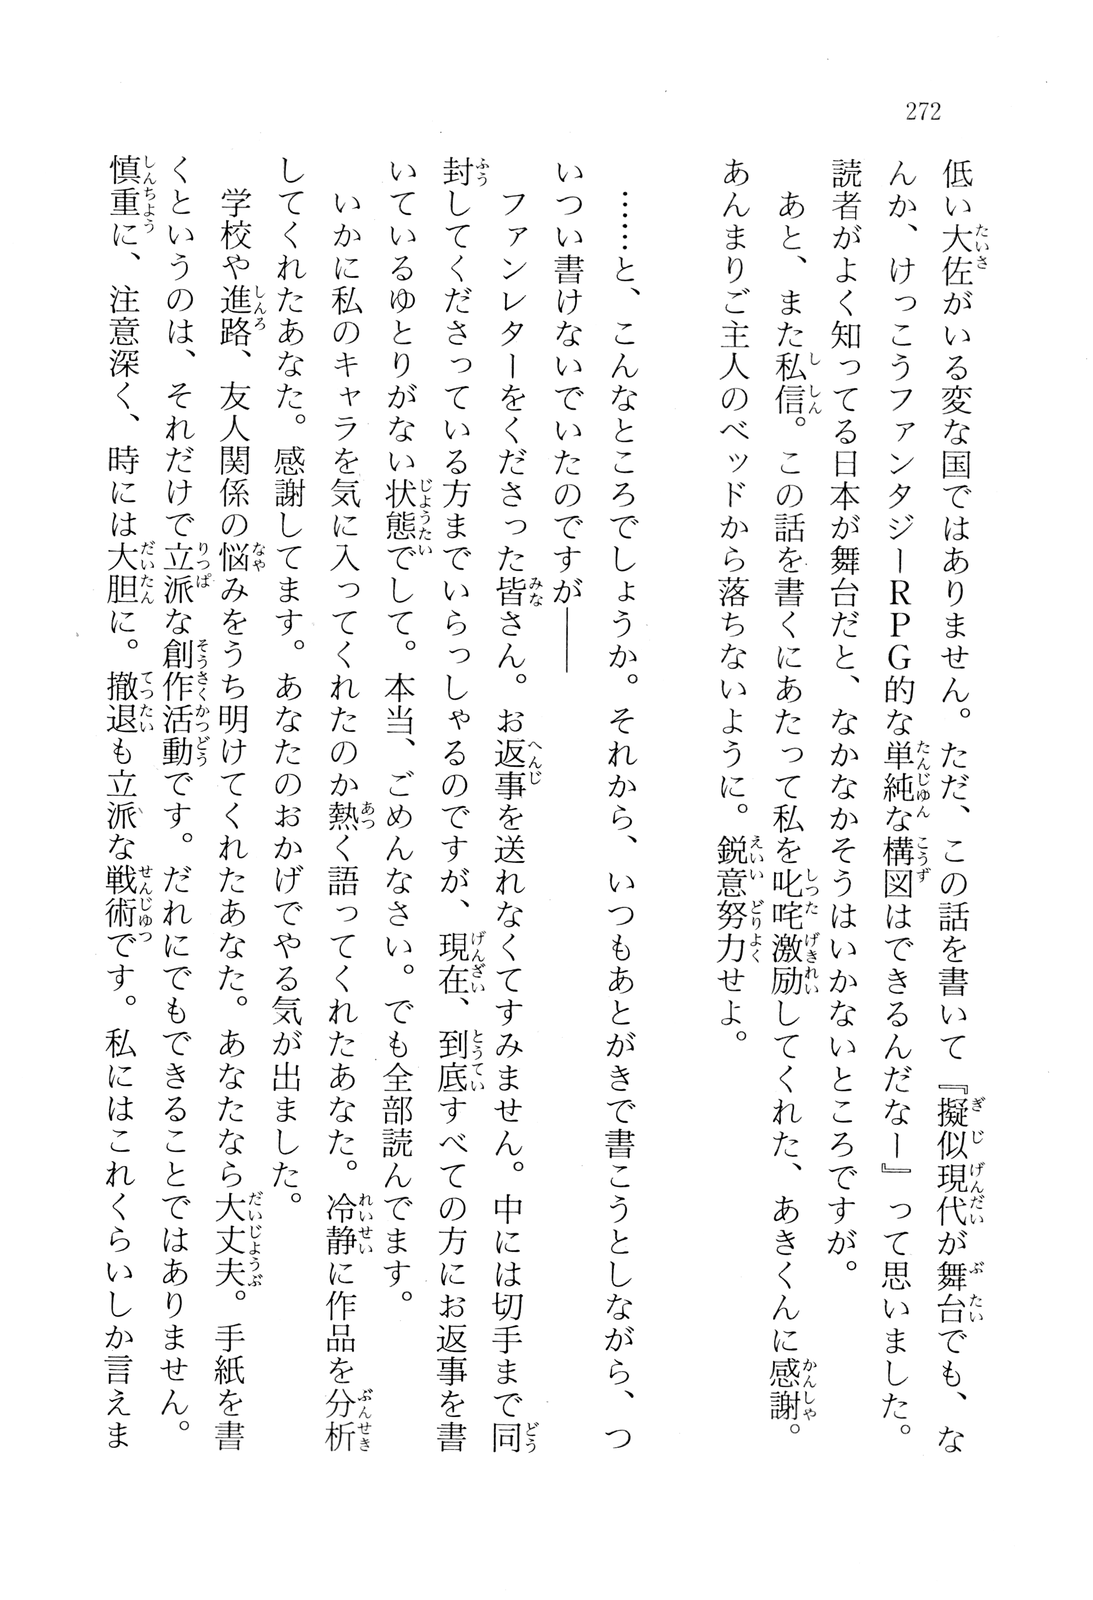 272
低い大佐がいる変な国ではありません。ただ、この話を書いて『擬似現代が舞台でも、な
んか、けっこうファンタジーRPG的な単純な構図はできるんだなー』って思いました。
読者がよく知ってる日本が舞台だと、なかなかそうはいかないところですが。
あと、また私信。この話を書くにあたって私を叱咤激励してくれた、あきくんに感謝。
あんまりご主人のベッドから落ちないように。鋭意努力せよ。
……と、こんなところでしょうか。それから、いつもあとがきで書こうとしながら、つ
いつい書けないでいたのですが――
ファンレターをくださった皆さん。お返事を送れなくてすみません。中には切手まで同
封してくださっている方までいらっしゃるのですが、現在、到底すべての方にお返事を書
いているゆとりがない状態でして。本当、ごめんなさい。でも全部読んでます。
いかに私のキャラを気に入ってくれたのか熱く語ってくれたあなた。冷静に作品を分析
してくれたあなた。感謝してます。あなたのおかげでやる気が出ました。
学校や進路、友人関係の悩みをうち明けてくれたあなた。あなたなら大丈夫。手紙を書
くというのは、それだけで立派な創作活動です。だれにでもできることではありません。
慎重に、注意深く、時には大胆に。撤退も立派な戦術です。私にはこれくらいしか言えま